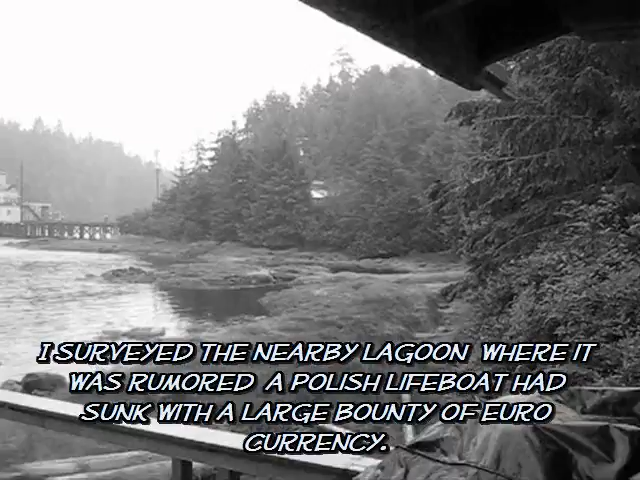 I SURVEYED THE NEARBY LAGOON WHERE IT
WAS RUMORED A POLISH LIFEBOAT HAD
SUNK WITH A LARGE BOUNTY OF EURO
CURRENCY.